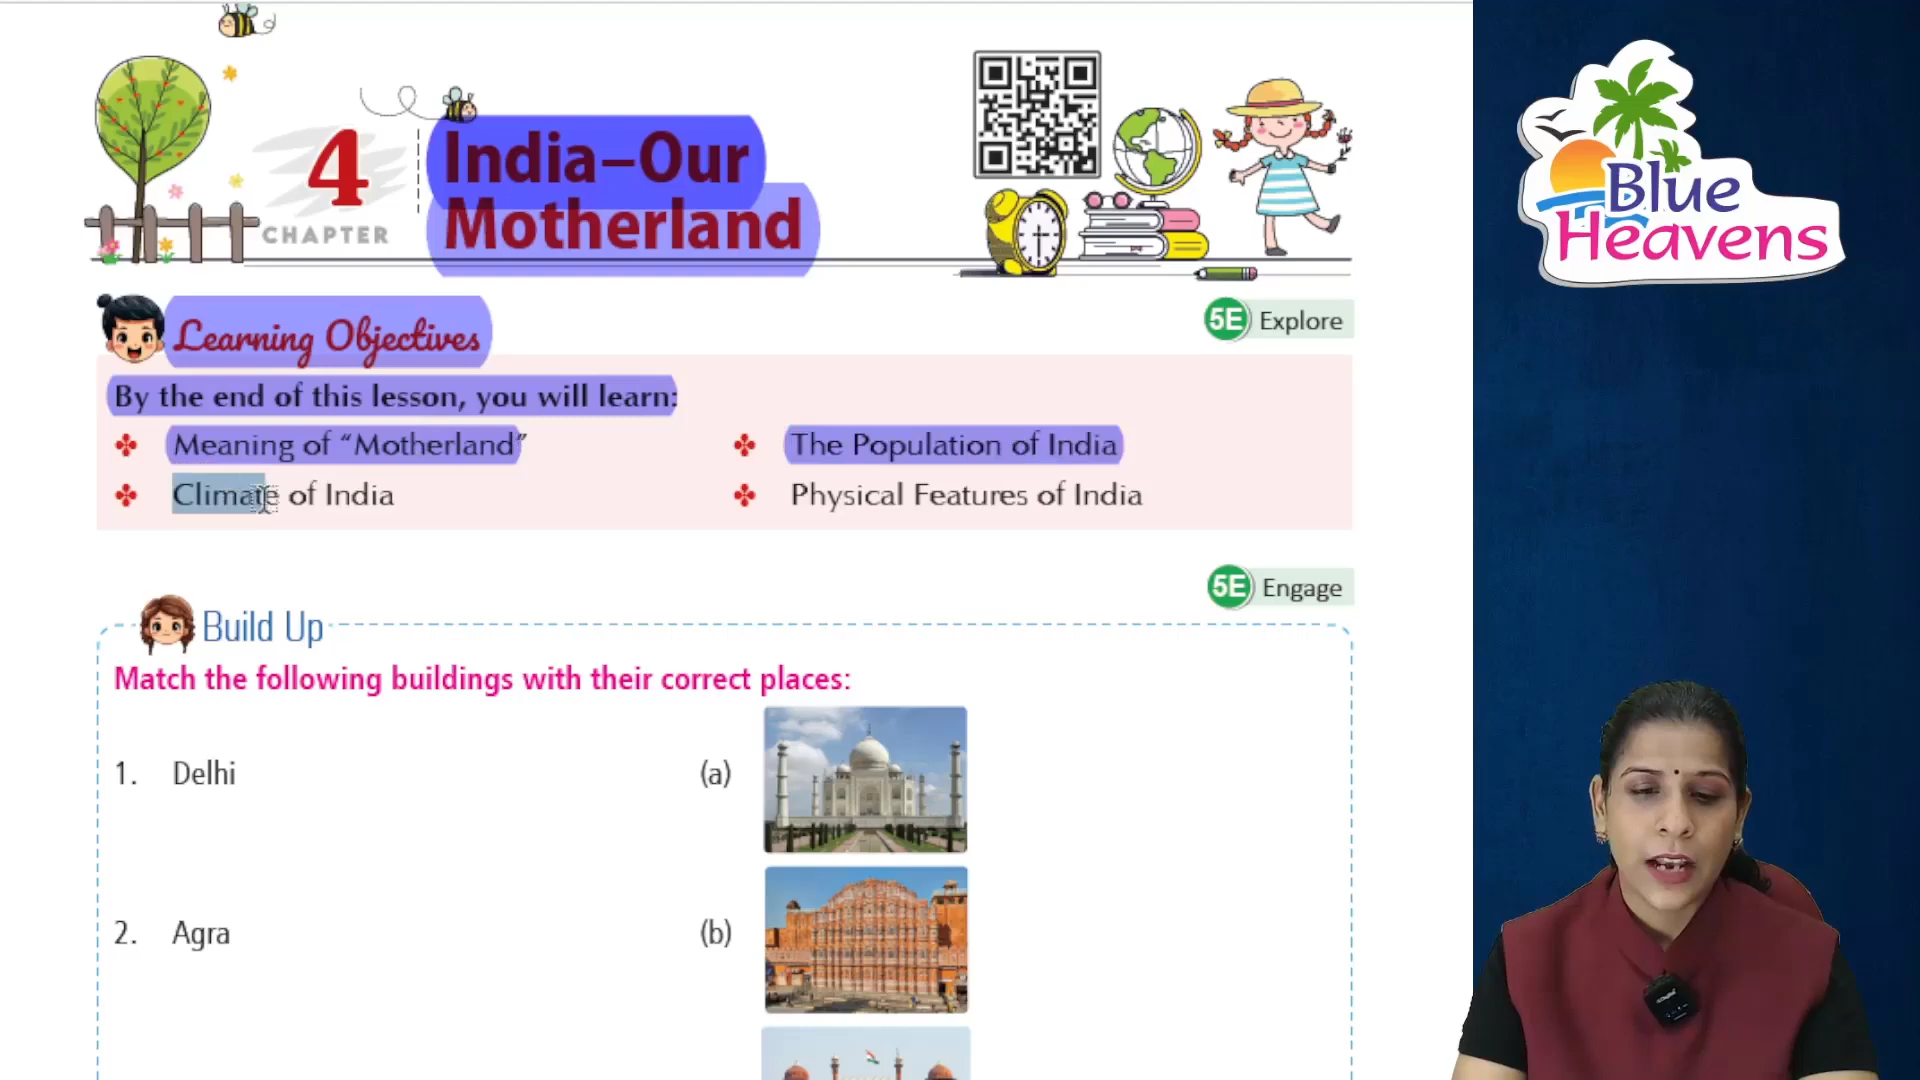 4
CHAPTER
India–Our
Motherland
Learning Objectives
5E Explore
By the end of this lesson, you will learn:
Meaning of “Motherland”
The Population of India
Climate of India
Physical Features of India
5E Engage
Build Up
Match the following buildings with their correct places:
1. Delhi
(a)
2. Agra
(b)
Blue
Heavens